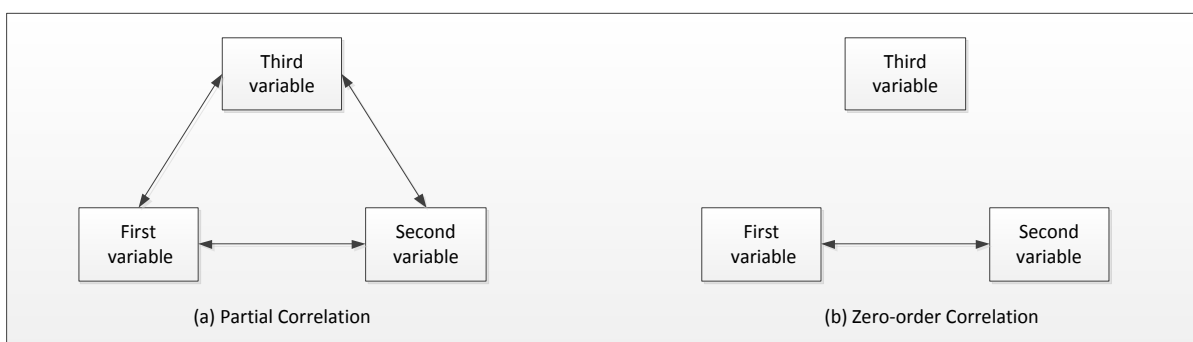 Third
variable
First
variable
Second
variable
(a) Partial Correlation
Third
variable
First
variable
Second
variable
(b) Zero-order Correlation